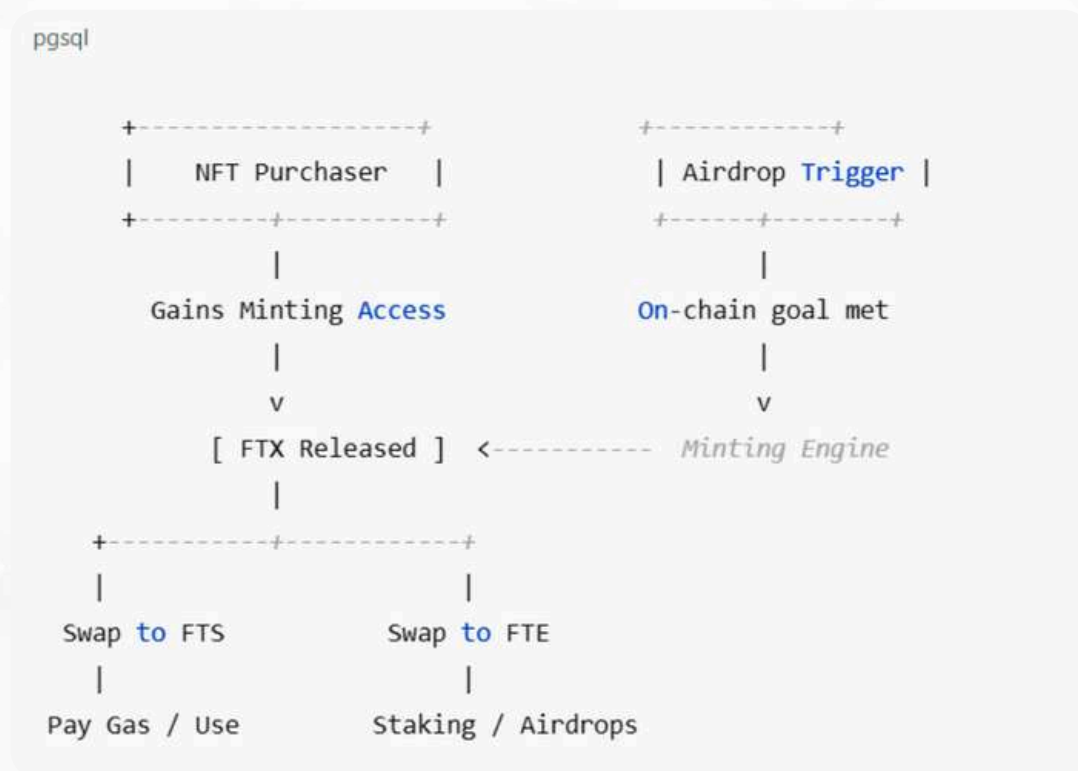 pgsql
+-------------------+ +------------+
| NFT Purchaser | | Airdrop Trigger |
+---------+----------+ +------+--------+
| |
Gains Minting Access On-chain goal met
| |
v v
[ FTX Released ] <----------- Minting Engine
|
+-----------+------------+
| |
Swap to FTS Swap to FTE
| |
Pay Gas / Use Staking / Airdrops